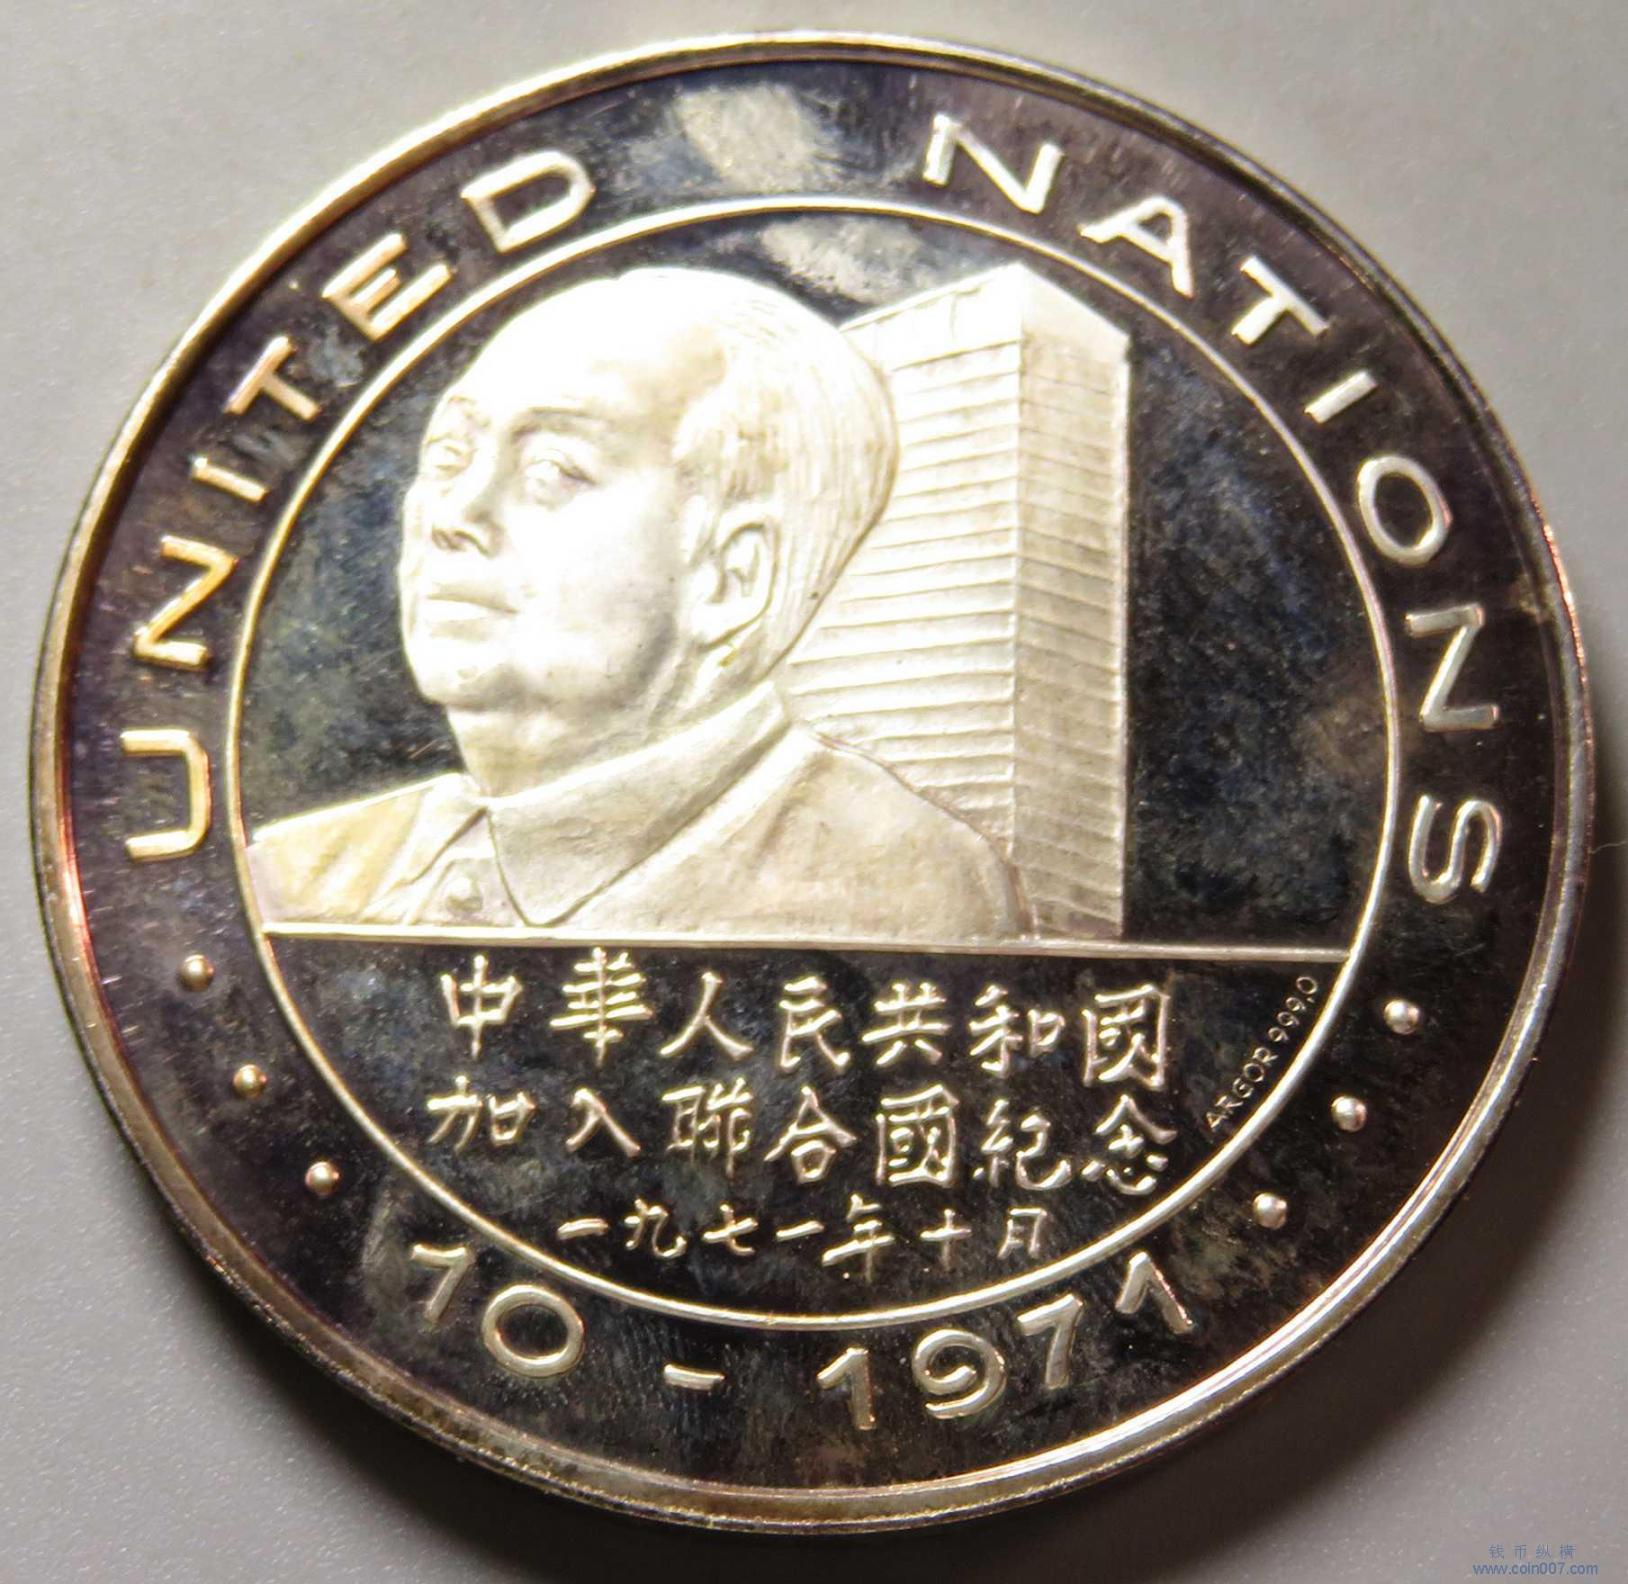 UNITED NATIONS
中華人民共和國
加入聯合國紀念
一九七一年十月
ARGOR 999,0
10-1971
钱币纵横
www.coin007.com